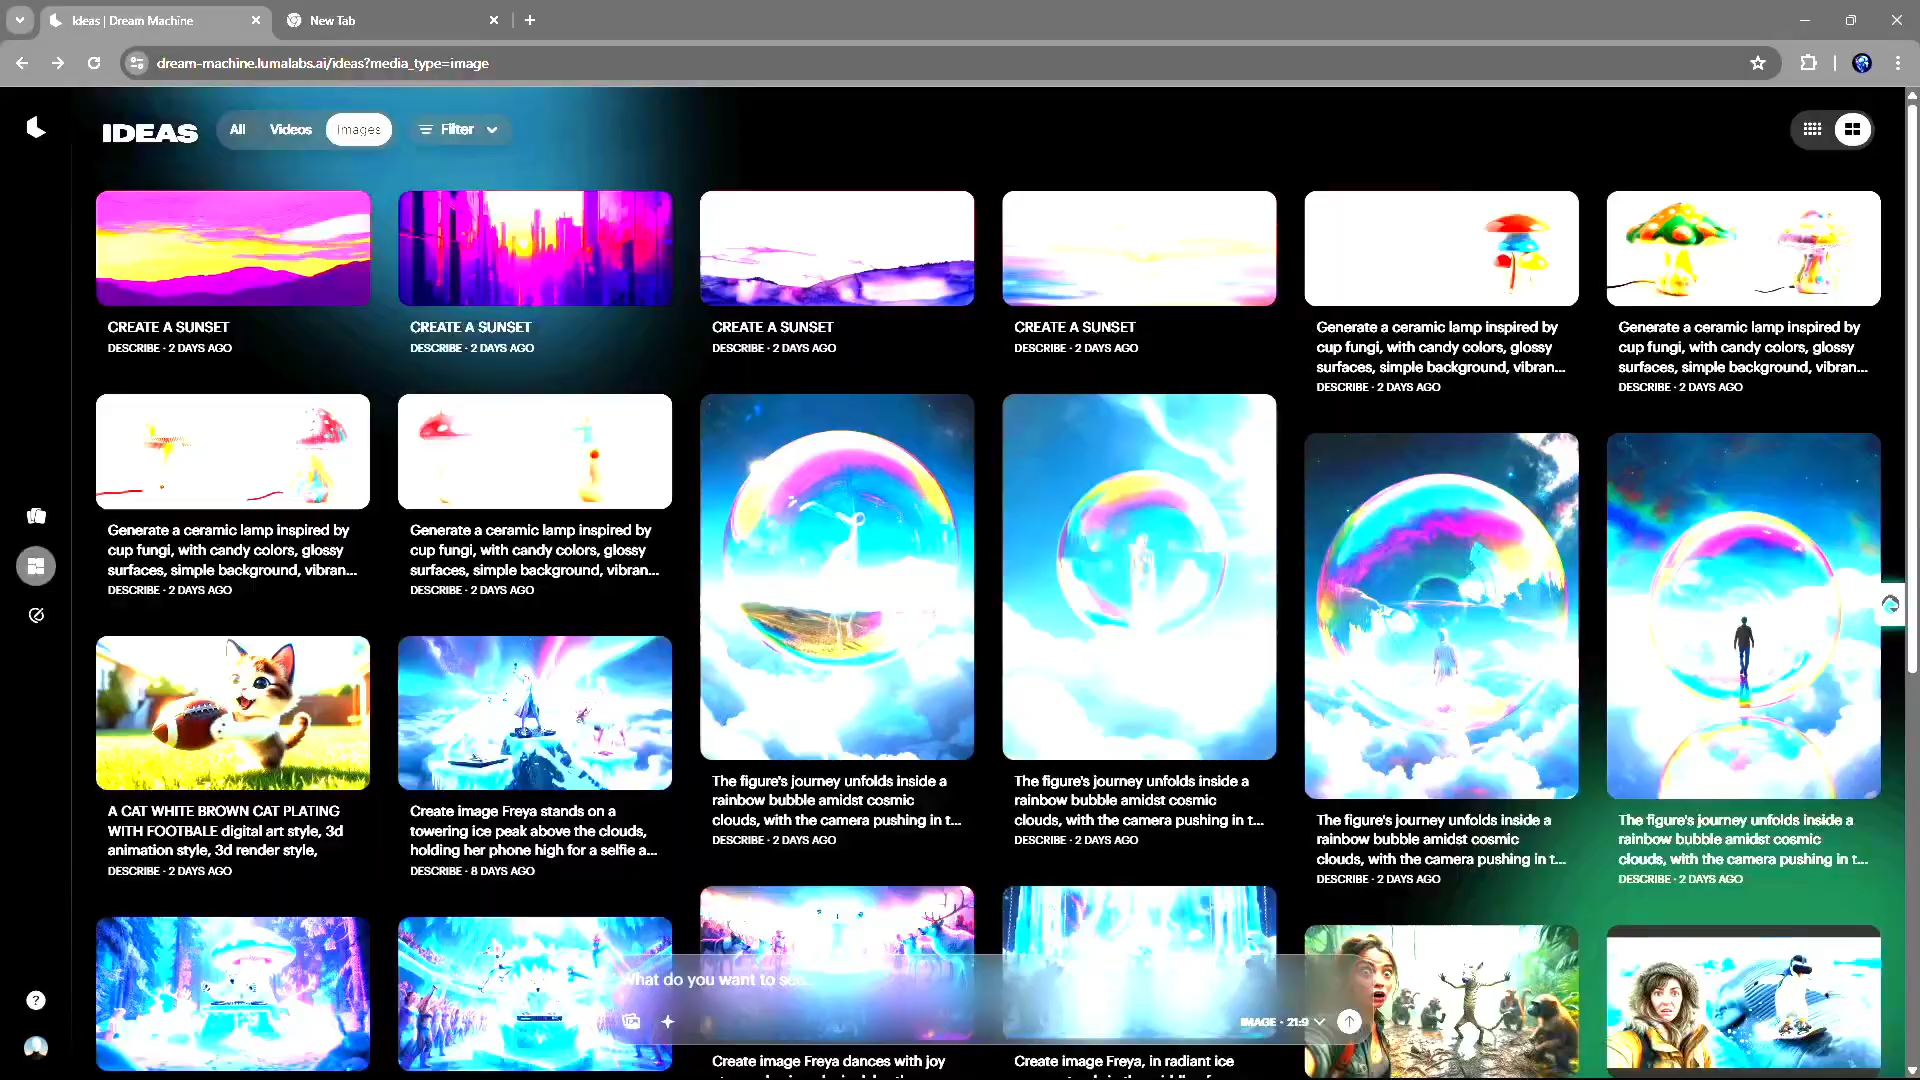 Ideas | Dream Machine
New Tab
dream-machine.lumalabs.ai/ideas?media_type=image
IDEAS
All
Videos
Images
Filter
CREATE A SUNSET
DESCRIBE · 2 DAYS AGO
CREATE A SUNSET
DESCRIBE · 2 DAYS AGO
CREATE A SUNSET
DESCRIBE · 2 DAYS AGO
CREATE A SUNSET
DESCRIBE · 2 DAYS AGO
Generate a ceramic lamp inspired by
cup fungi, with candy colors, glossy
surfaces, simple background, vibran...
DESCRIBE · 2 DAYS AGO
Generate a ceramic lamp inspired by
cup fungi, with candy colors, glossy
surfaces, simple background, vibran...
DESCRIBE · 2 DAYS AGO
Generate a ceramic lamp inspired by
cup fungi, with candy colors, glossy
surfaces, simple background, vibran...
DESCRIBE · 2 DAYS AGO
Generate a ceramic lamp inspired by
cup fungi, with candy colors, glossy
surfaces, simple background, vibran...
DESCRIBE · 2 DAYS AGO
A CAT WHITE BROWN CAT PLATING
WITH FOOTBALE digital art style, 3d
animation style, 3d render style,
DESCRIBE · 2 DAYS AGO
Create image Freya stands on a
towering ice peak above the clouds,
holding her phone high for a selfie a...
DESCRIBE · 8 DAYS AGO
The figure's journey unfolds inside a
rainbow bubble amidst cosmic
clouds, with the camera pushing in t...
DESCRIBE · 2 DAYS AGO
The figure's journey unfolds inside a
rainbow bubble amidst cosmic
clouds, with the camera pushing in t...
DESCRIBE · 2 DAYS AGO
The figure's journey unfolds inside a
rainbow bubble amidst cosmic
clouds, with the camera pushing in t...
DESCRIBE · 2 DAYS AGO
The figure's journey unfolds inside a
rainbow bubble amidst cosmic
clouds, with the camera pushing in t...
DESCRIBE · 2 DAYS AGO
What do you want to see...
IMAGE · 21:9
Create image Freya dances with joy
Create image Freya, in radiant ice